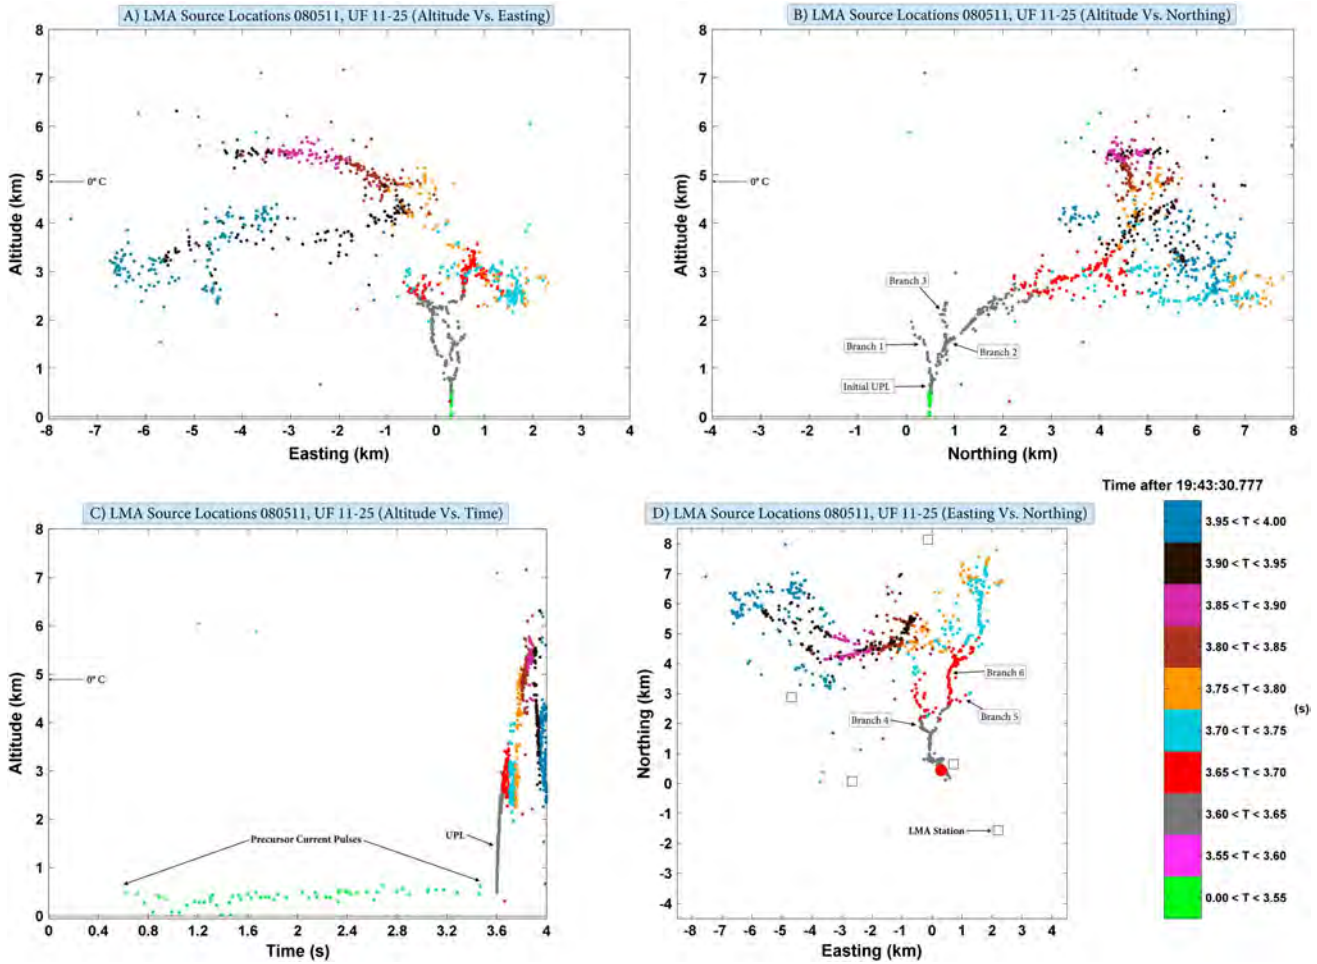 A) LMA Source Locations 080511, UF 11-25 (Altitude Vs. Easting)
8
7
6
5
4
3
2
1
0
0° C
Altitude (km)
-8 -7 -6 -5 -4 -3 -2 -1 0 1 2 3 4
Easting (km)
B) LMA Source Locations 080511, UF 11-25 (Altitude Vs. Northing)
8
7
6
5
4
3
2
1
0
0° C
Altitude (km)
Branch 3
Branch 1
Branch 2
Initial UPL
-4 -3 -2 -1 0 1 2 3 4 5 6 7 8
Northing (km)
C) LMA Source Locations 080511, UF 11-25 (Altitude Vs. Time)
8
7
6
5
4
3
2
1
0
0° C
Altitude (km)
UPL
Precursor Current Pulses
0 0.4 0.8 1.2 1.6 2 2.4 2.8 3.2 3.6 4
Time (s)
D) LMA Source Locations 080511, UF 11-25 (Easting Vs. Northing)
8
7
6
5
4
3
2
1
0
-1
-2
-3
-4
Northing (km)
Branch 6
Branch 4
Branch 5
LMA Station
-8 -7 -6 -5 -4 -3 -2 -1 0 1 2 3 4
Easting (km)
Time after 19:43:30.777
3.95 < T < 4.00
3.90 < T < 3.95
3.85 < T < 3.90
3.80 < T < 3.85
3.75 < T < 3.80
(s)
3.70 < T < 3.75
3.65 < T < 3.70
3.60 < T < 3.65
3.55 < T < 3.60
0.00 < T < 3.55